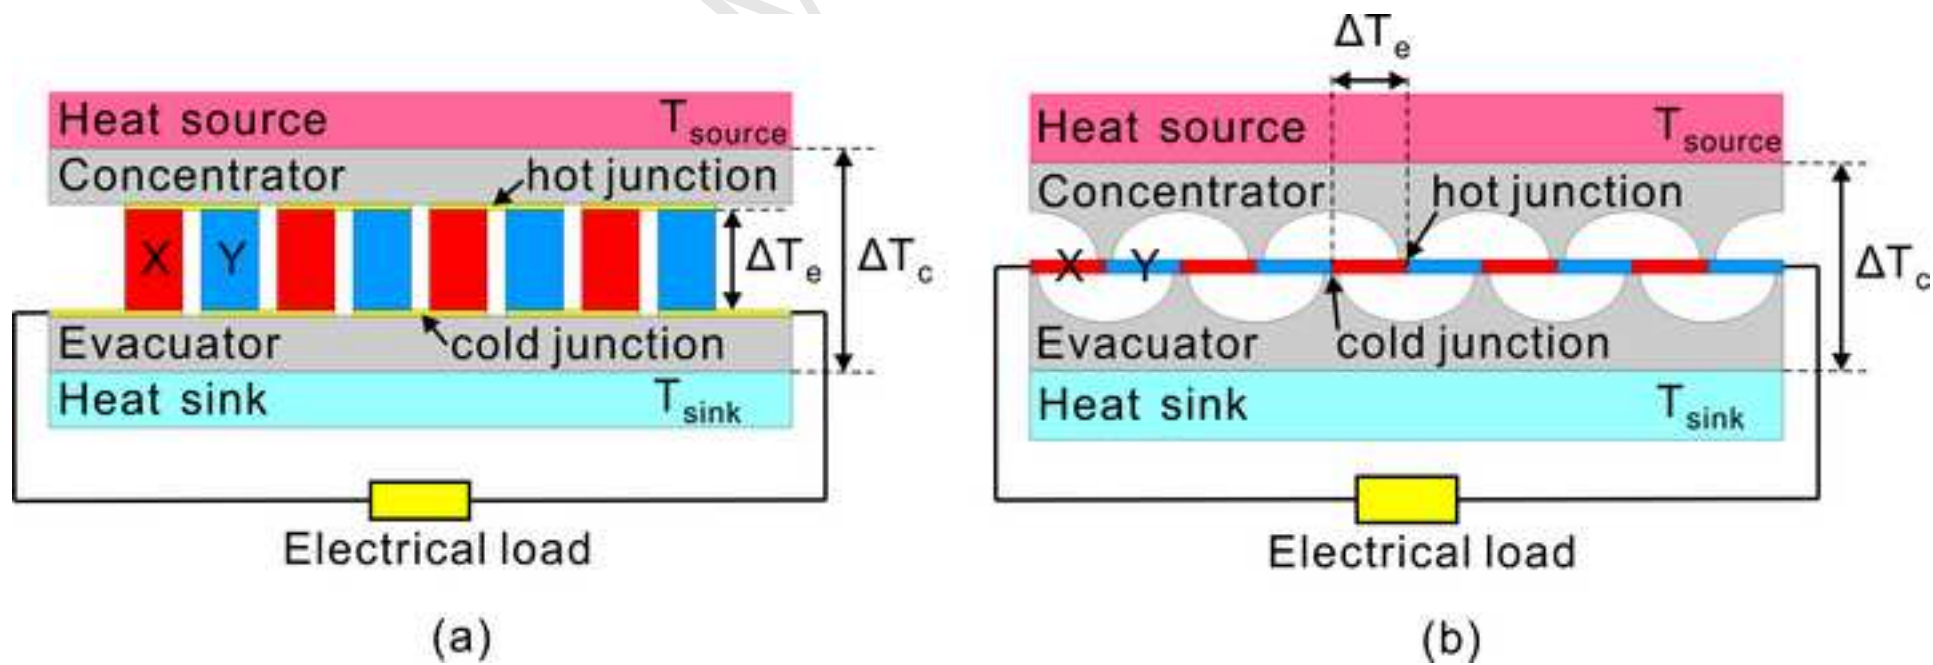 Heat source T_source
Concentrator hot junction
X Y ΔT_e ΔT_c
Evacuator cold junction
Heat sink T_sink
Electrical load
(a)
ΔT_e
Heat source T_source
Concentrator hot junction
X Y ΔT_c
Evacuator cold junction
Heat sink T_sink
Electrical load
(b)